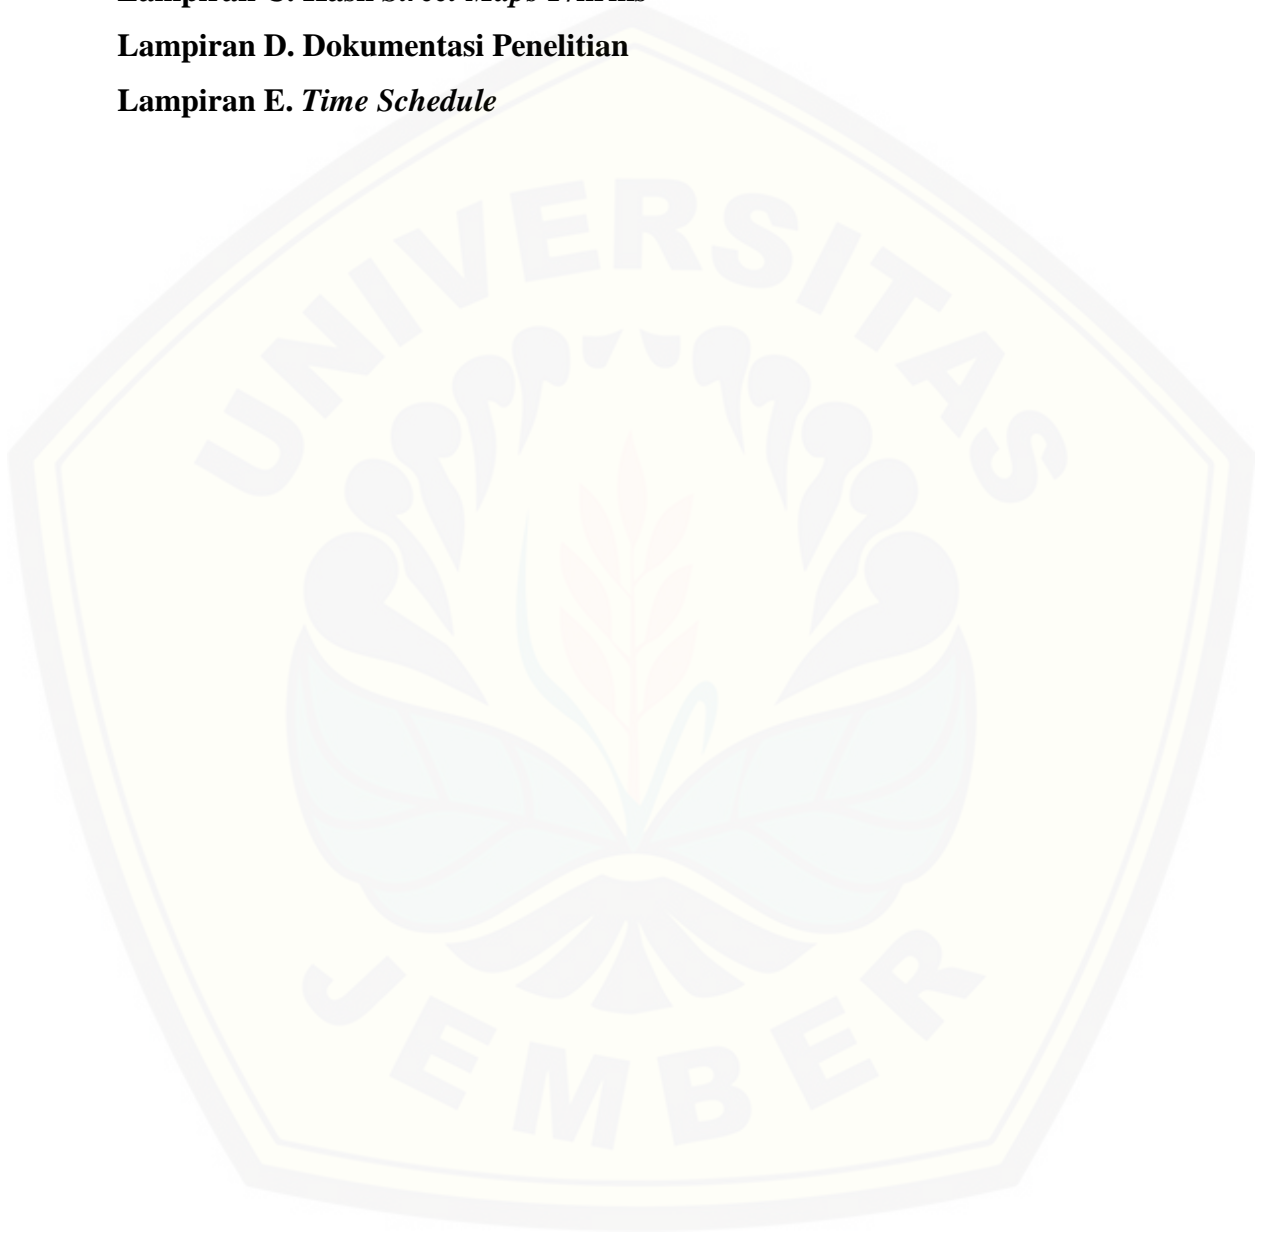 Lampiran D. Dokumentasi Penelitian
Lampiran E. Time Schedule
UNIVERSITAS
JEMBER